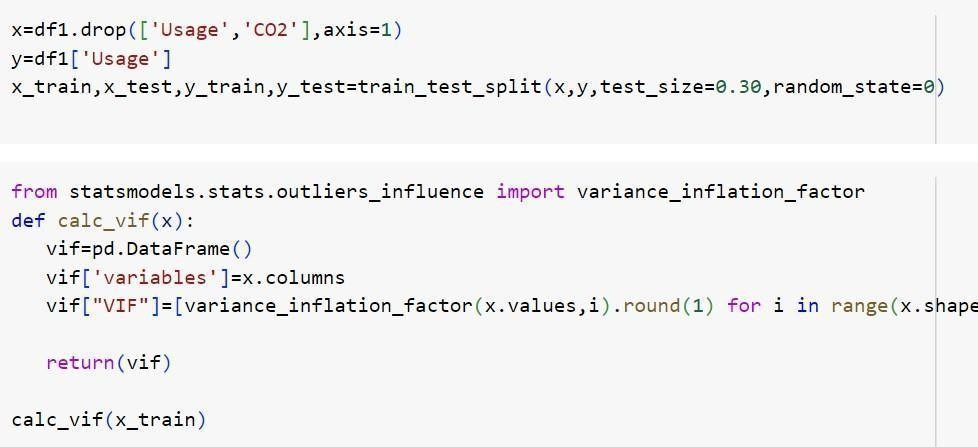 x=df1.drop(['Usage','CO2'],axis=1)
y=df1['Usage']
x_train,x_test,y_train,y_test=train_test_split(x,y,test_size=0.30,random_state=0)
from statsmodels.stats.outliers_influence import variance_inflation_factor
def calc_vif(x):
vif=pd.DataFrame()
vif['variables']=x.columns
vif["VIF"]=[variance_inflation_factor(x.values,i).round(1) for i in range(x.shape
return(vif)
calc_vif(x_train)